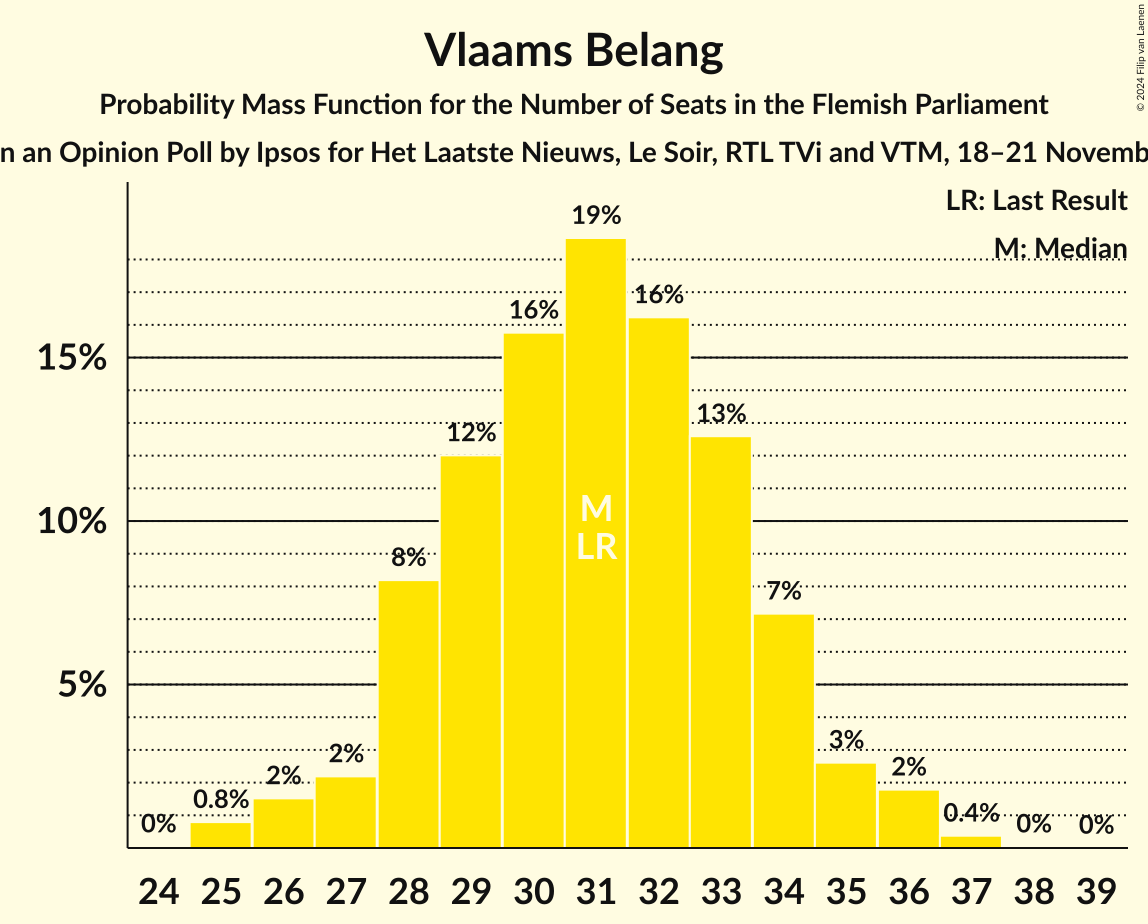 © 2024 Filip van Laenen
Vlaams Belang
Probability Mass Function for the Number of Seats in the Flemish Parliament
an Opinion Poll by Ipsos for Het Laatste Nieuws, Le Soir, RTL TVi and VTM, 18–21
LR: Last Result
M: Median
19%
16%
16%
15%
13%
12%
M
10%
LR
8%
7%
5%
3%
2%
2%
2%
0.8%
0.4%
0%
0%
0%
24 25 26 27 28 29 30 31 32 33 34 35 36 37 38 39